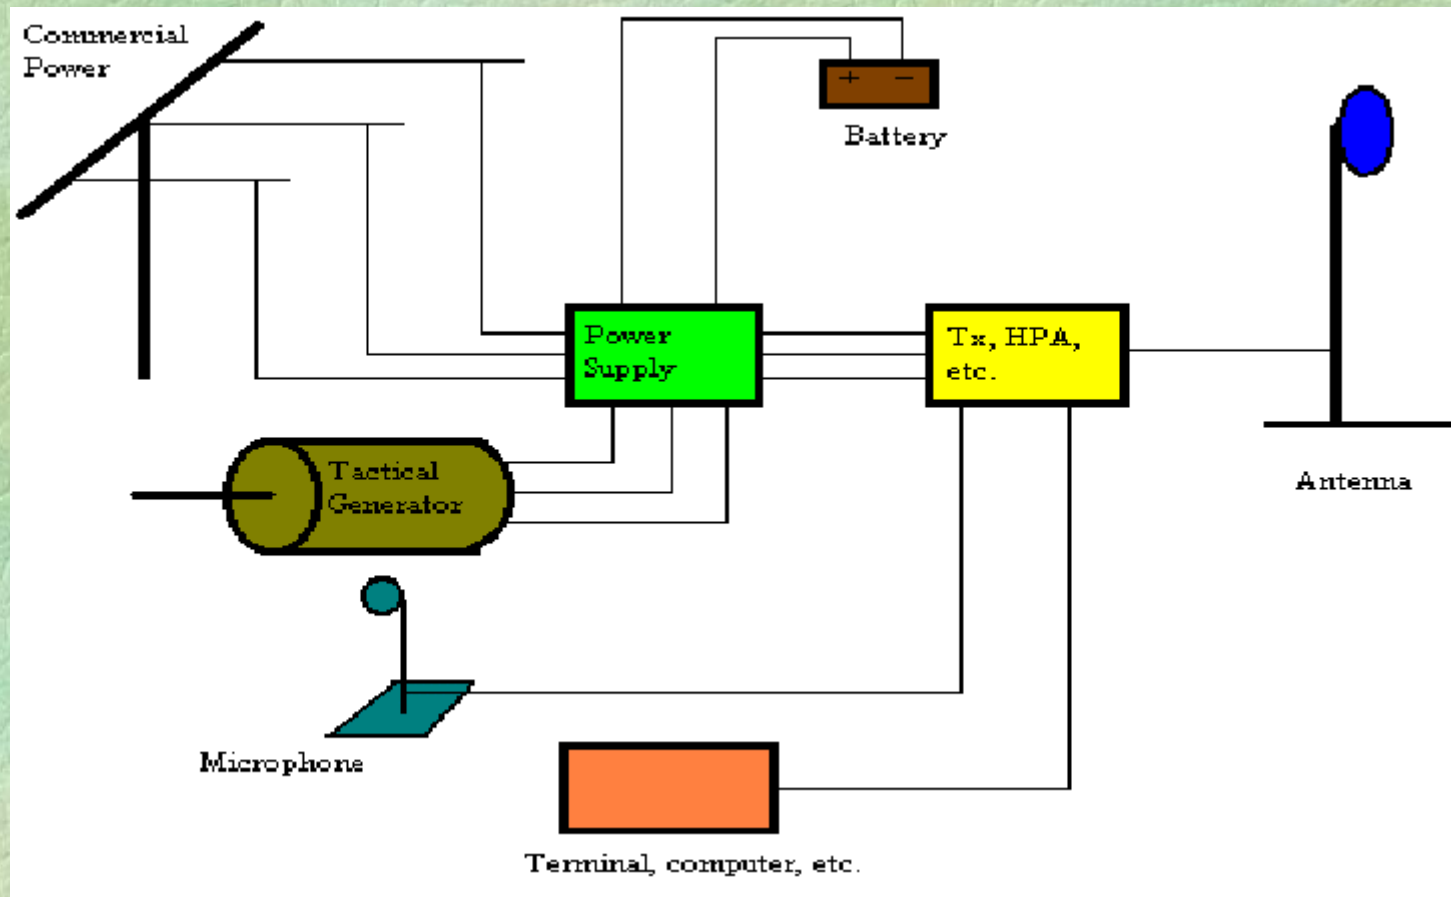 Commercial
Power
+ −
Battery
Power
Supply
Tx, HPA,
etc.
Tactical
Generator
Antenna
Microphone
Terminal, computer, etc.